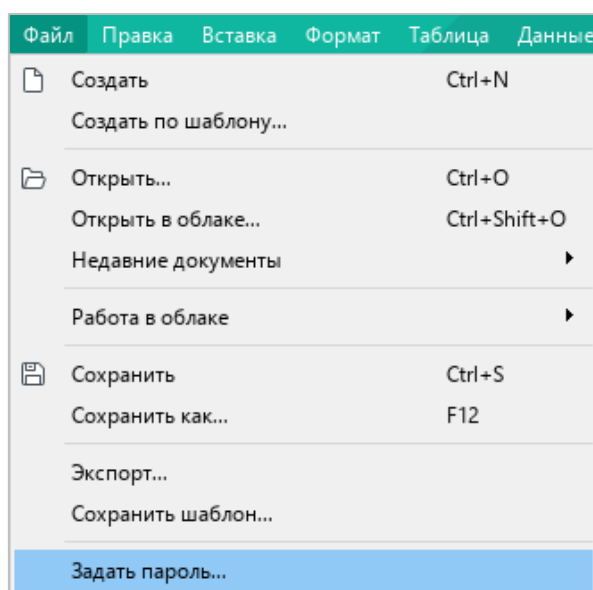 Файл Правка Вставка Формат Таблица Данные
Создать Ctrl+N
Создать по шаблону...
Открыть... Ctrl+O
Открыть в облаке... Ctrl+Shift+O
Недавние документы
Работа в облаке
Сохранить Ctrl+S
Сохранить как... F12
Экспорт...
Сохранить шаблон...
Задать пароль...